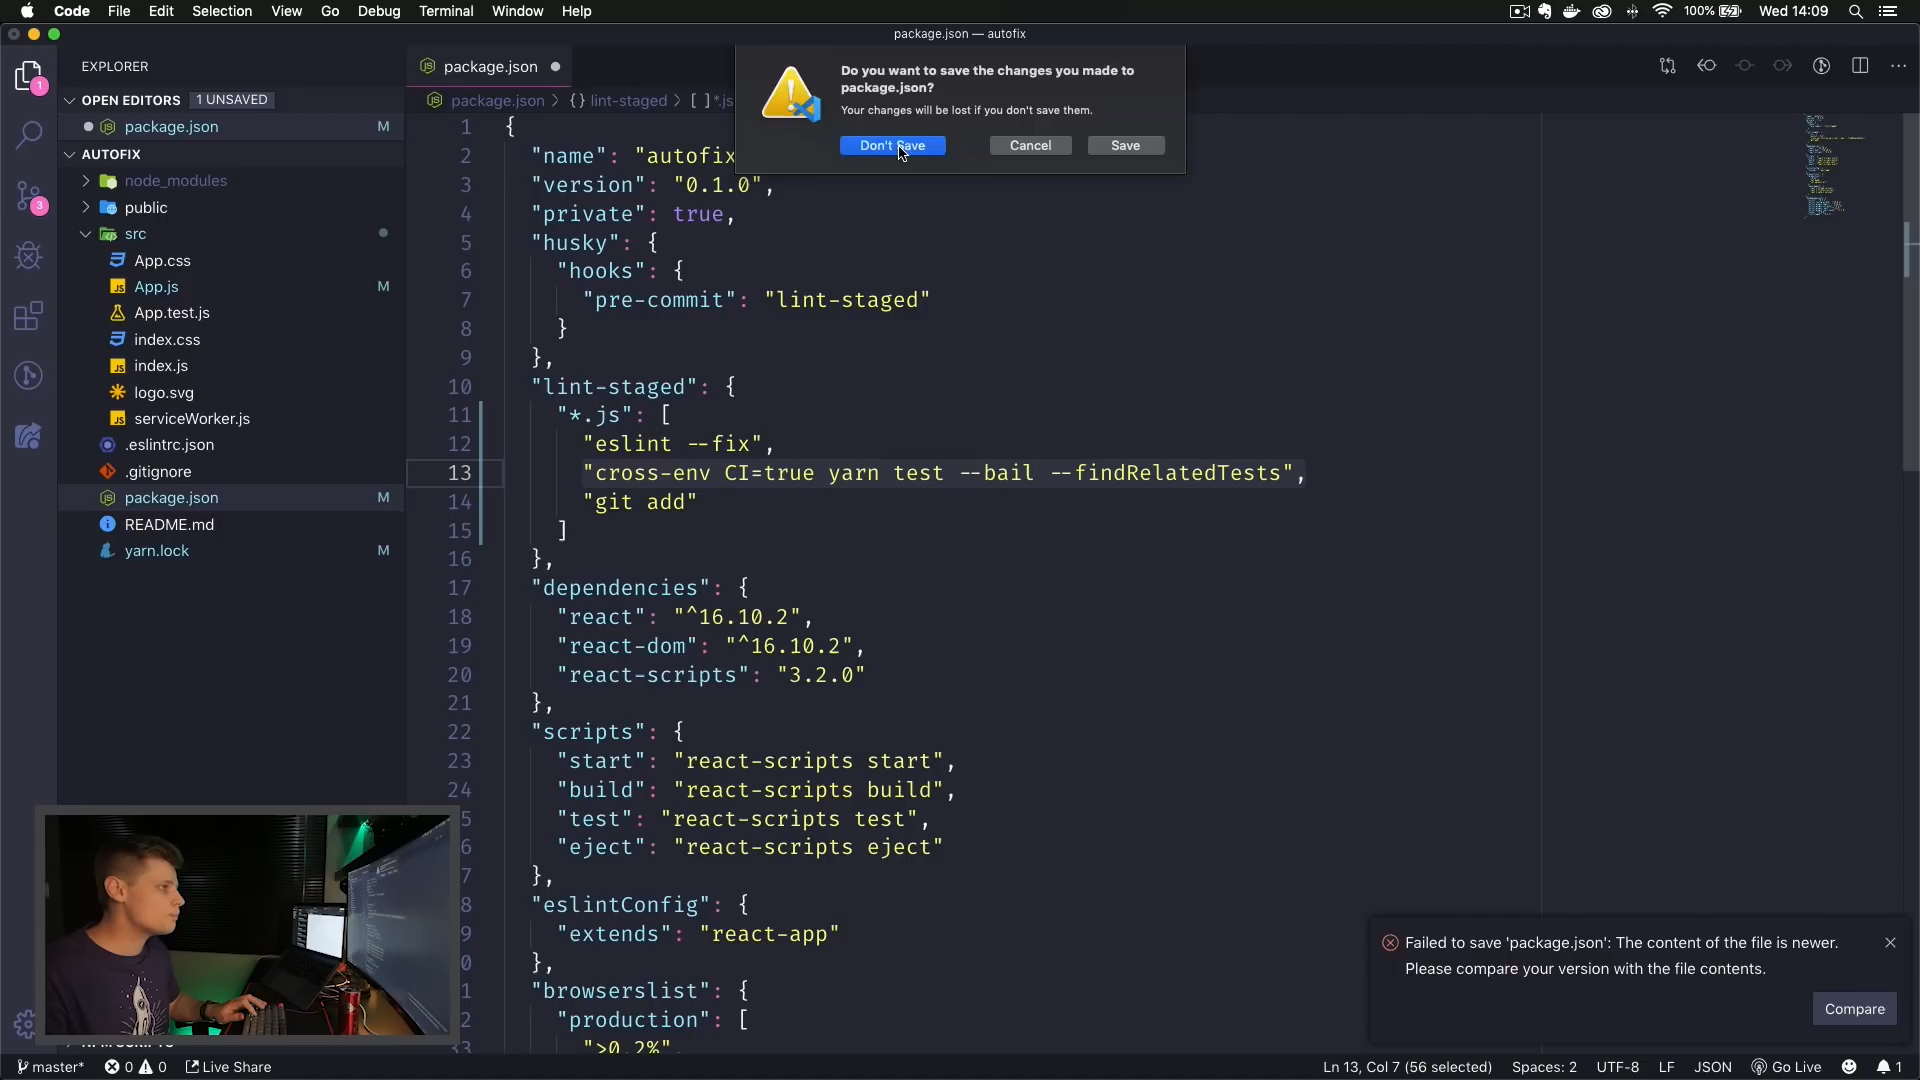 Code File Edit Selection View Go Debug Terminal Window Help
100% Wed 14:09
package.json — autofix
EXPLORER
OPEN EDITORS 1 UNSAVED
package.json M
AUTOFIX
node_modules
public
src
App.css
App.js M
App.test.js
index.css
index.js
logo.svg
serviceWorker.js
.eslintrc.json
.gitignore
package.json M
README.md
yarn.lock M
1
3
package.json
package.json > {} lint-staged > [ ] *.js
Do you want to save the changes you made to
package.json?
Your changes will be lost if you don't save them.
Don't Save Cancel Save
1 {
2 "name": "autofix
3 "version": "0.1.0",
4 "private": true,
5 "husky": {
6 "hooks": {
7 "pre-commit": "lint-staged"
8 }
9 },
10 "lint-staged": {
11 "*.js": [
12 "eslint --fix",
13 "cross-env CI=true yarn test --bail --findRelatedTests",
14 "git add"
15 ]
16 },
17 "dependencies": {
18 "react": "^16.10.2",
19 "react-dom": "^16.10.2",
20 "react-scripts": "3.2.0"
21 },
22 "scripts": {
23 "start": "react-scripts start",
24 "build": "react-scripts build",
5 "test": "react-scripts test",
6 "eject": "react-scripts eject"
7 },
8 "eslintConfig": {
9 "extends": "react-app"
0 },
1 "browserslist": {
2 "production": [
33 ">0.2%",
Failed to save 'package.json': The content of the file is newer.
Please compare your version with the file contents.
Compare
master* 0 0 Live Share
Ln 13, Col 7 (56 selected) Spaces: 2 UTF-8 LF JSON Go Live 1